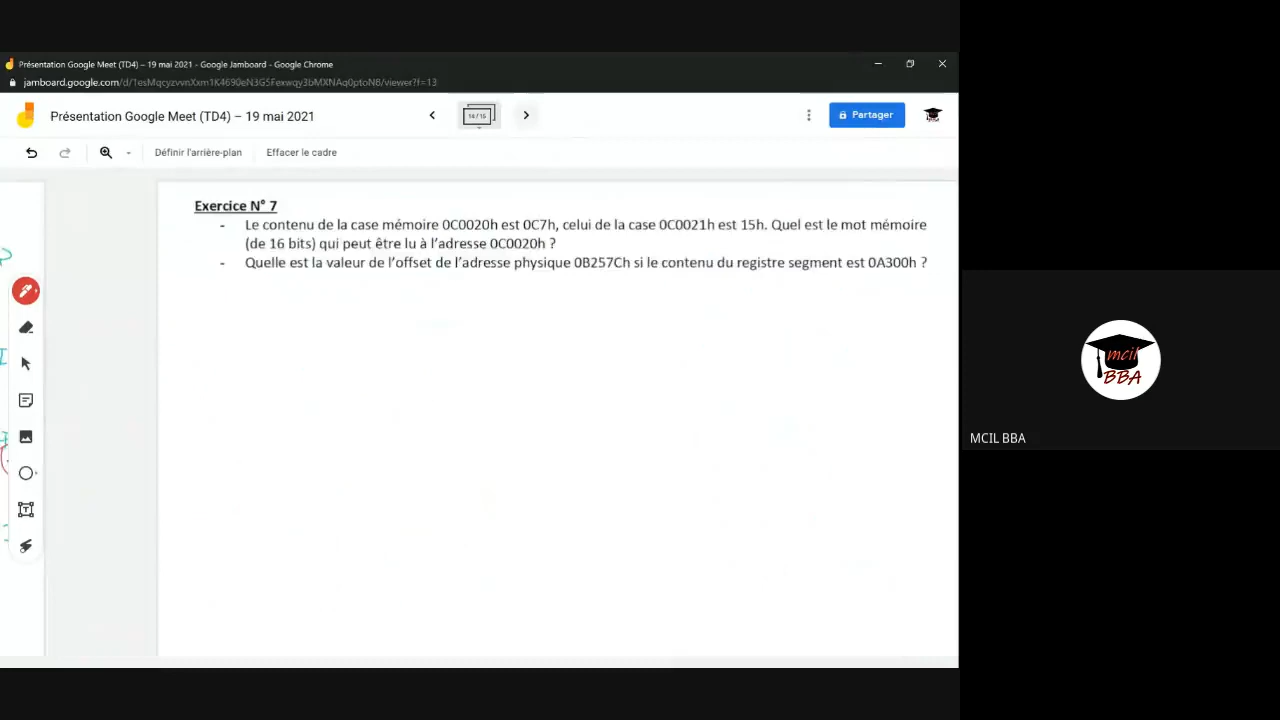 Présentation Google Meet (TD4) – 19 mai 2021 - Google Jamboard - Google Chrome
Présentation Google Meet (TD4) – 19 mai 2021
14 / 15
Partager
Définir l'arrière-plan
Effacer le cadre
Exercice N° 7
- Le contenu de la case mémoire 0C0020h est 0C7h, celui de la case 0C0021h est 15h. Quel est le mot mémoire
(de 16 bits) qui peut être lu à l'adresse 0C0020h ?
- Quelle est la valeur de l'offset de l'adresse physique 0B257Ch si le contenu du registre segment est 0A300h ?
mcil
BBA
MCIL BBA